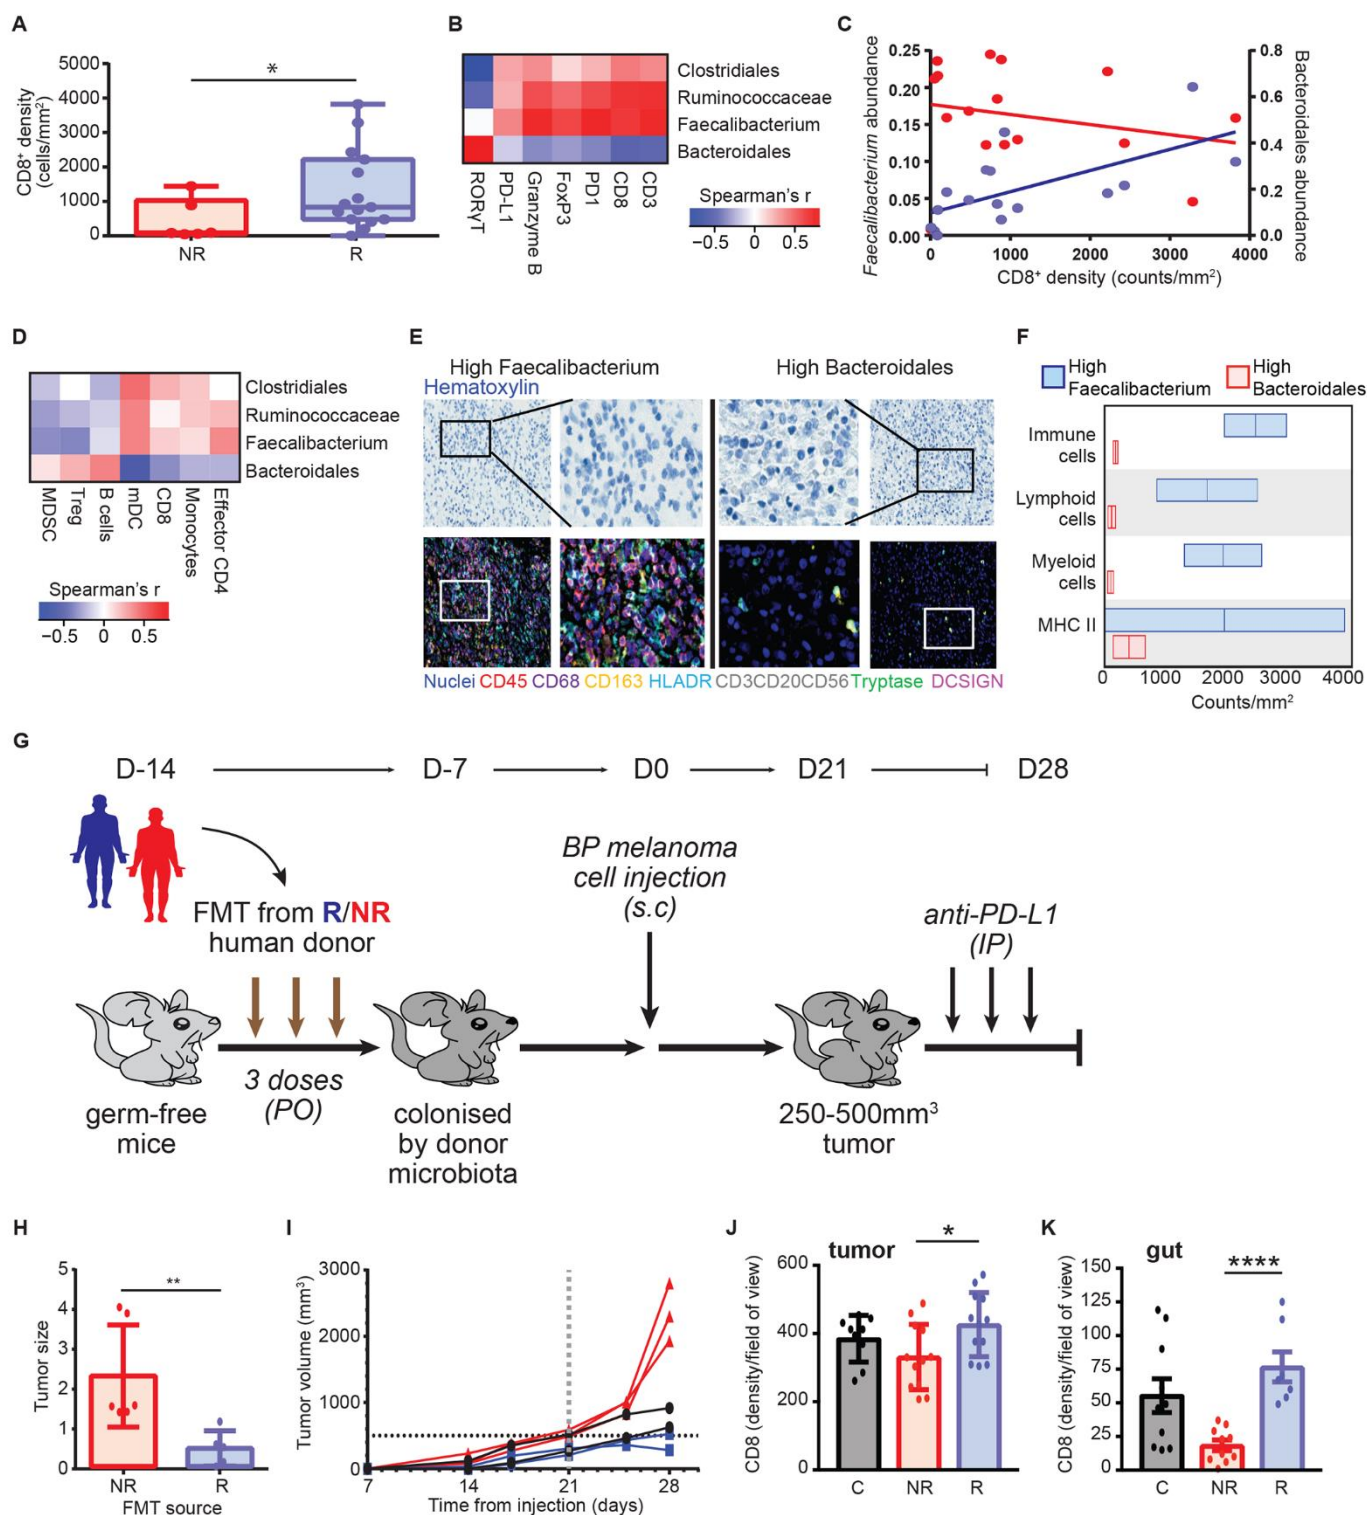 A
CD8⁺ density
(cells/mm²)
5000
4000
3000
2000
1000
0
*
NR
R
B
Clostridiales
Ruminococcaceae
Faecalibacterium
Bacteroidales
RORγT
PD-L1
Granzyme B
FoxP3
PD1
CD8
CD3
Spearman's r
−0.5 0 0.5
C
Faecalibacterium abundance
0.25
0.20
0.15
0.10
0.05
0.00
0.8
0.6
0.4
0.2
0.0
Bacteroidales abundance
0 1000 2000 3000 4000
CD8⁺ density (counts/mm²)
D
Clostridiales
Ruminococcaceae
Faecalibacterium
Bacteroidales
MDSC
Treg
B cells
mDC
CD8
Monocytes
Effector CD4
Spearman's r
−0.5 0 0.5
E
High Faecalibacterium
High Bacteroidales
Hematoxylin
Nuclei CD45 CD68 CD163 HLADR CD3CD20CD56 Tryptase DCSIGN
F
High
Faecalibacterium
High
Bacteroidales
Immune
cells
Lymphoid
cells
Myeloid
cells
MHC II
0 1000 2000 3000 4000
Counts/mm²
G
D-14 D-7 D0 D21 D28
FMT from R/NR
human donor
BP melanoma
cell injection
(s.c)
anti-PD-L1
(IP)
3 doses
(PO)
germ-free
mice
colonised
by donor
microbiota
250-500mm³
tumor
H
Tumor size
5
4
3
2
1
0
**
NR
R
FMT source
I
Tumor volume (mm³)
3000
2000
1000
0
7 14 21 28
Time from injection (days)
J
tumor
*
CD8 (density/field of view)
600
400
200
0
C NR R
K
gut
****
CD8 (density/field of view)
150
125
100
75
50
25
0
C NR R